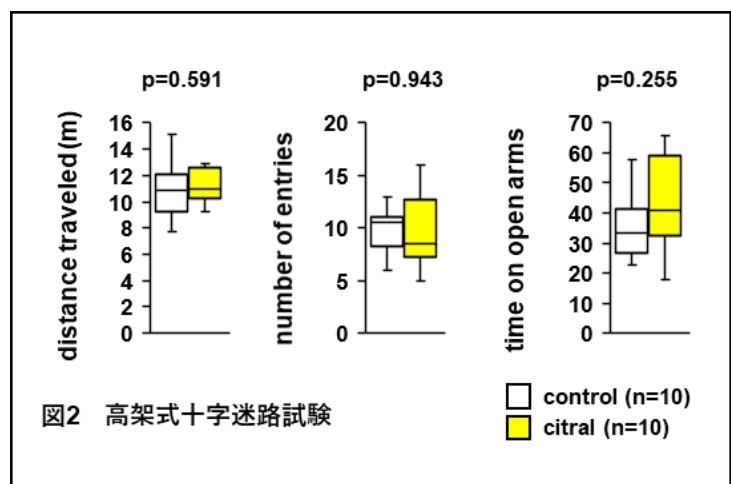 p=0.591
p=0.943
p=0.255
distance traveled (m)
16
14
12
10
8
6
4
2
0
number of entries
20
15
10
5
0
time on open arms
70
60
50
40
30
20
10
0
control (n=10)
citral (n=10)
図2 高架式十字迷路試験